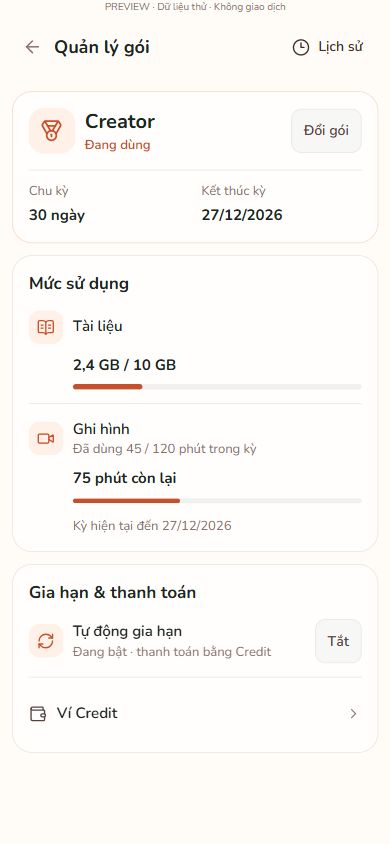 PREVIEW · Dữ liệu thử · Không giao dịch
Quản lý gói
Lịch sử
Creator
Đang dùng
Đổi gói
Chu kỳ
Kết thúc kỳ
30 ngày
27/12/2026
Mức sử dụng
Tài liệu
2,4 GB / 10 GB
Ghi hình
Đã dùng 45 / 120 phút trong kỳ
75 phút còn lại
Kỳ hiện tại đến 27/12/2026
Gia hạn & thanh toán
Tự động gia hạn
Đang bật · thanh toán bằng Credit
Tắt
Ví Credit